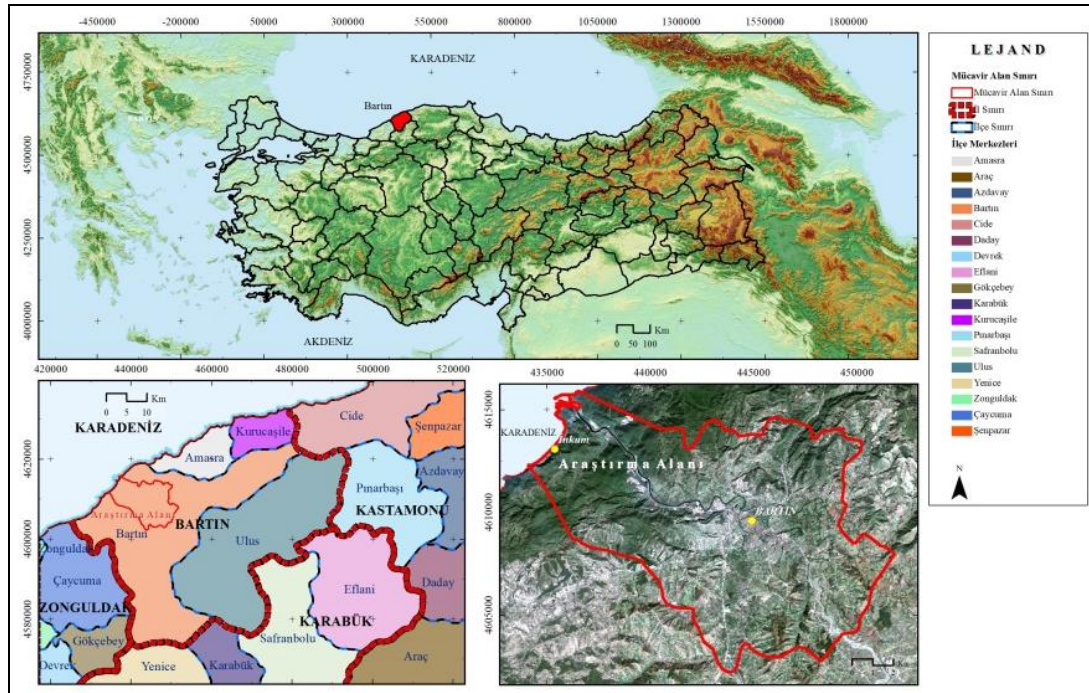 -450000 -200000 50000 300000 550000 800000 1050000 1300000 1550000 1800000
4750000
4500000
4250000
4000000
KARADENİZ
Bartın
AKDENİZ
Km
0 50 100
420000 440000 460000 480000 500000 520000
4620000
4600000
4580000
Km
0 5 10
KARADENİZ
Kurucaşile
Cide
Şenpazar
Amasra
Azdavay
Pınarbaşı
KASTAMONU
Araştırma Alanı
BARTIN
Bartın
Ulus
Zonguldak
Çaycuma
ZONGULDAK
Eflani
Daday
KARABÜK
Gökçebey
Safranbolu
Devrek
Yenice
Karabük
Araç
435000 440000 445000 450000
4615000
4610000
4605000
KARADENİZ
İnkum
Araştırma Alanı
BARTIN
LEJAND
Mücavir Alan Sınırı
Mücavir Alan Sınırı
İl Sınırı
İlçe Sınırı
İlçe Merkezleri
Amasra
Araç
Azdavay
Bartın
Cide
Daday
Devrek
Eflani
Gökçebey
Karabük
Kurucaşile
Pınarbaşı
Safranbolu
Ulus
Yenice
Zonguldak
Çaycuma
Şenpazar
N